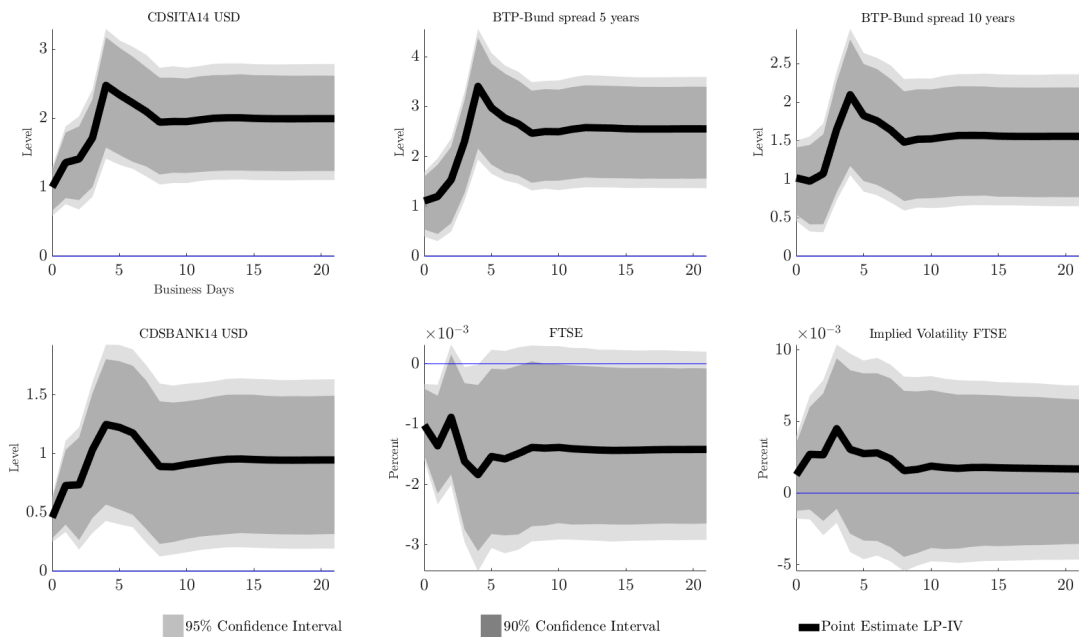 CDSITA14 USD
BTP-Bund spread 5 years
BTP-Bund spread 10 years
Level
3
2
1
0
0 5 10 15 20
Business Days
Level
4
3
2
1
0
0 5 10 15 20
Level
2.5
2
1.5
1
0.5
0
0 5 10 15 20
CDSBANK14 USD
FTSE
Implied Volatility FTSE
Level
1.5
1
0.5
0
0 5 10 15 20
×10⁻³
Percent
0
-1
-2
-3
0 5 10 15 20
×10⁻³
Percent
10
5
0
-5
0 5 10 15 20
95% Confidence Interval
90% Confidence Interval
Point Estimate LP-IV